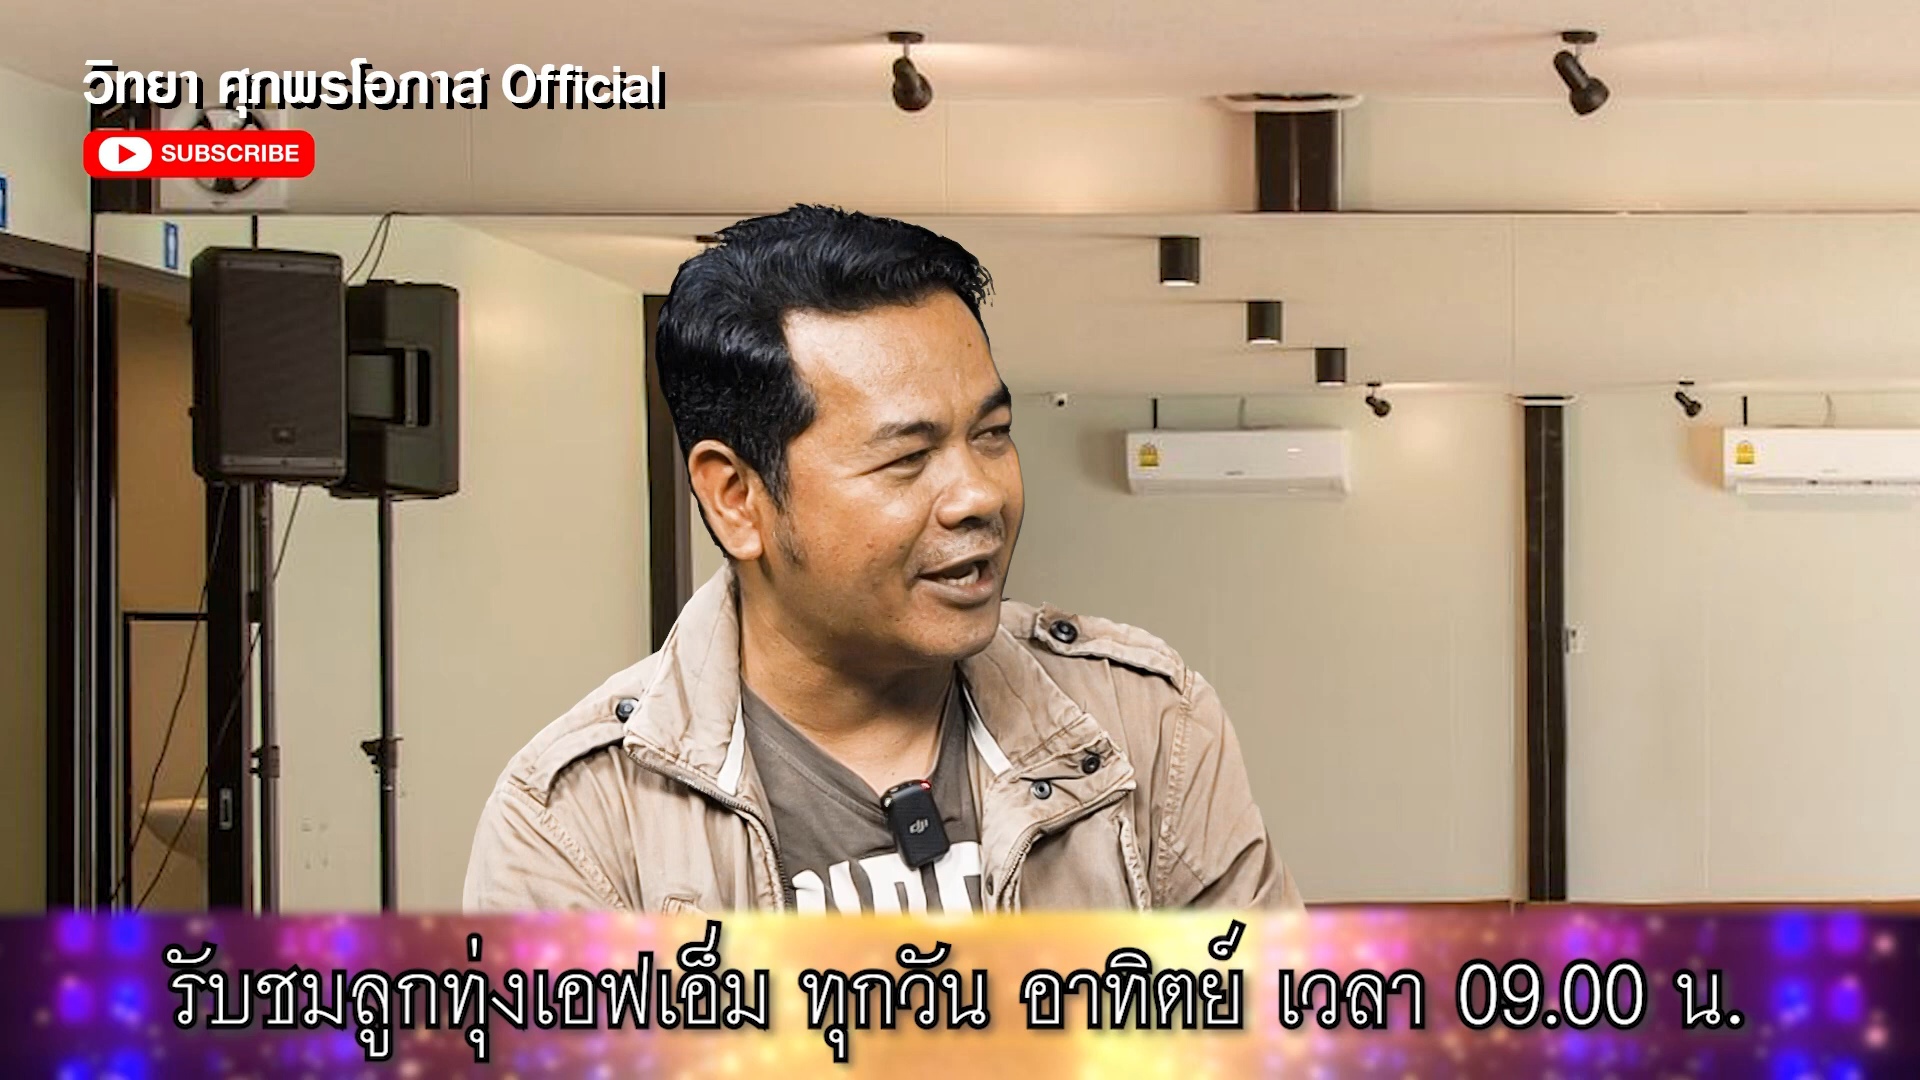 วิทยา ศุภพรโอภาส Official
SUBSCRIBE
dji
รับชมลูกทุ่งเอฟเอ็ม ทุกวัน อาทิตย์ เวลา 09.00 น.